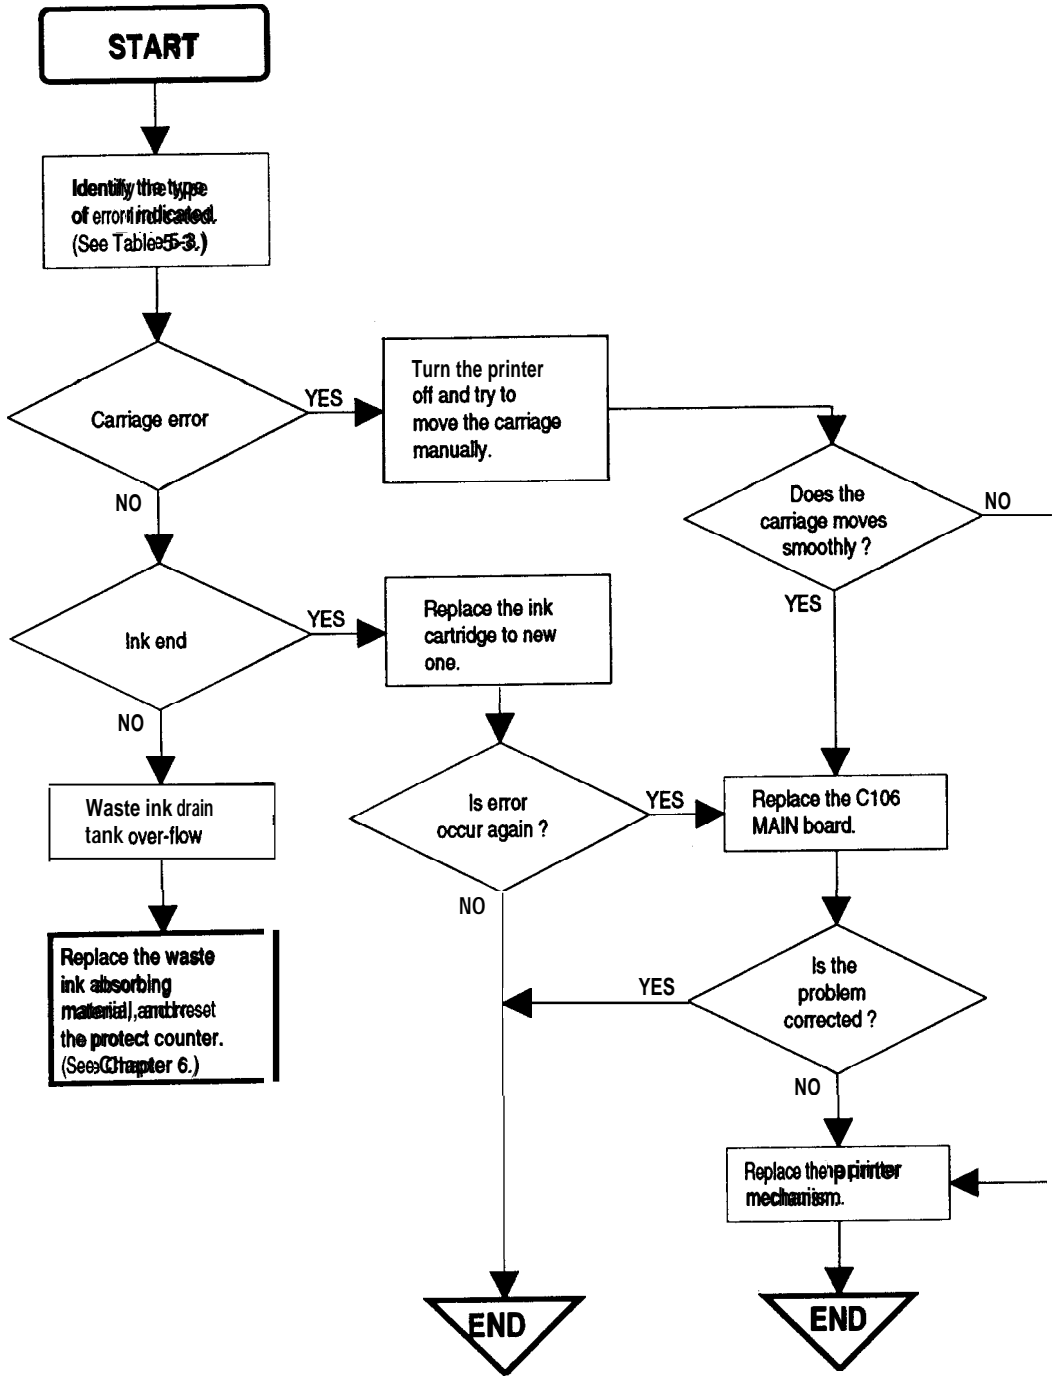 START
Identify the type
of error indicated.
(See Table 5-3.)
Carriage error
YES
Turn the printer
off and try to
move the carriage
manually.
NO
Does the
carriage moves
smoothly ?
NO
YES
Ink end
YES
Replace the ink
cartridge to new
one.
NO
Waste ink drain
tank over-flow
Is error
occur again ?
YES
Replace the C106
MAIN board.
NO
Replace the waste
ink absorbing
material, and reset
the protect counter.
(See Chapter 6.)
Is the
problem
corrected ?
YES
NO
Replace the printer
mechanism.
END
END